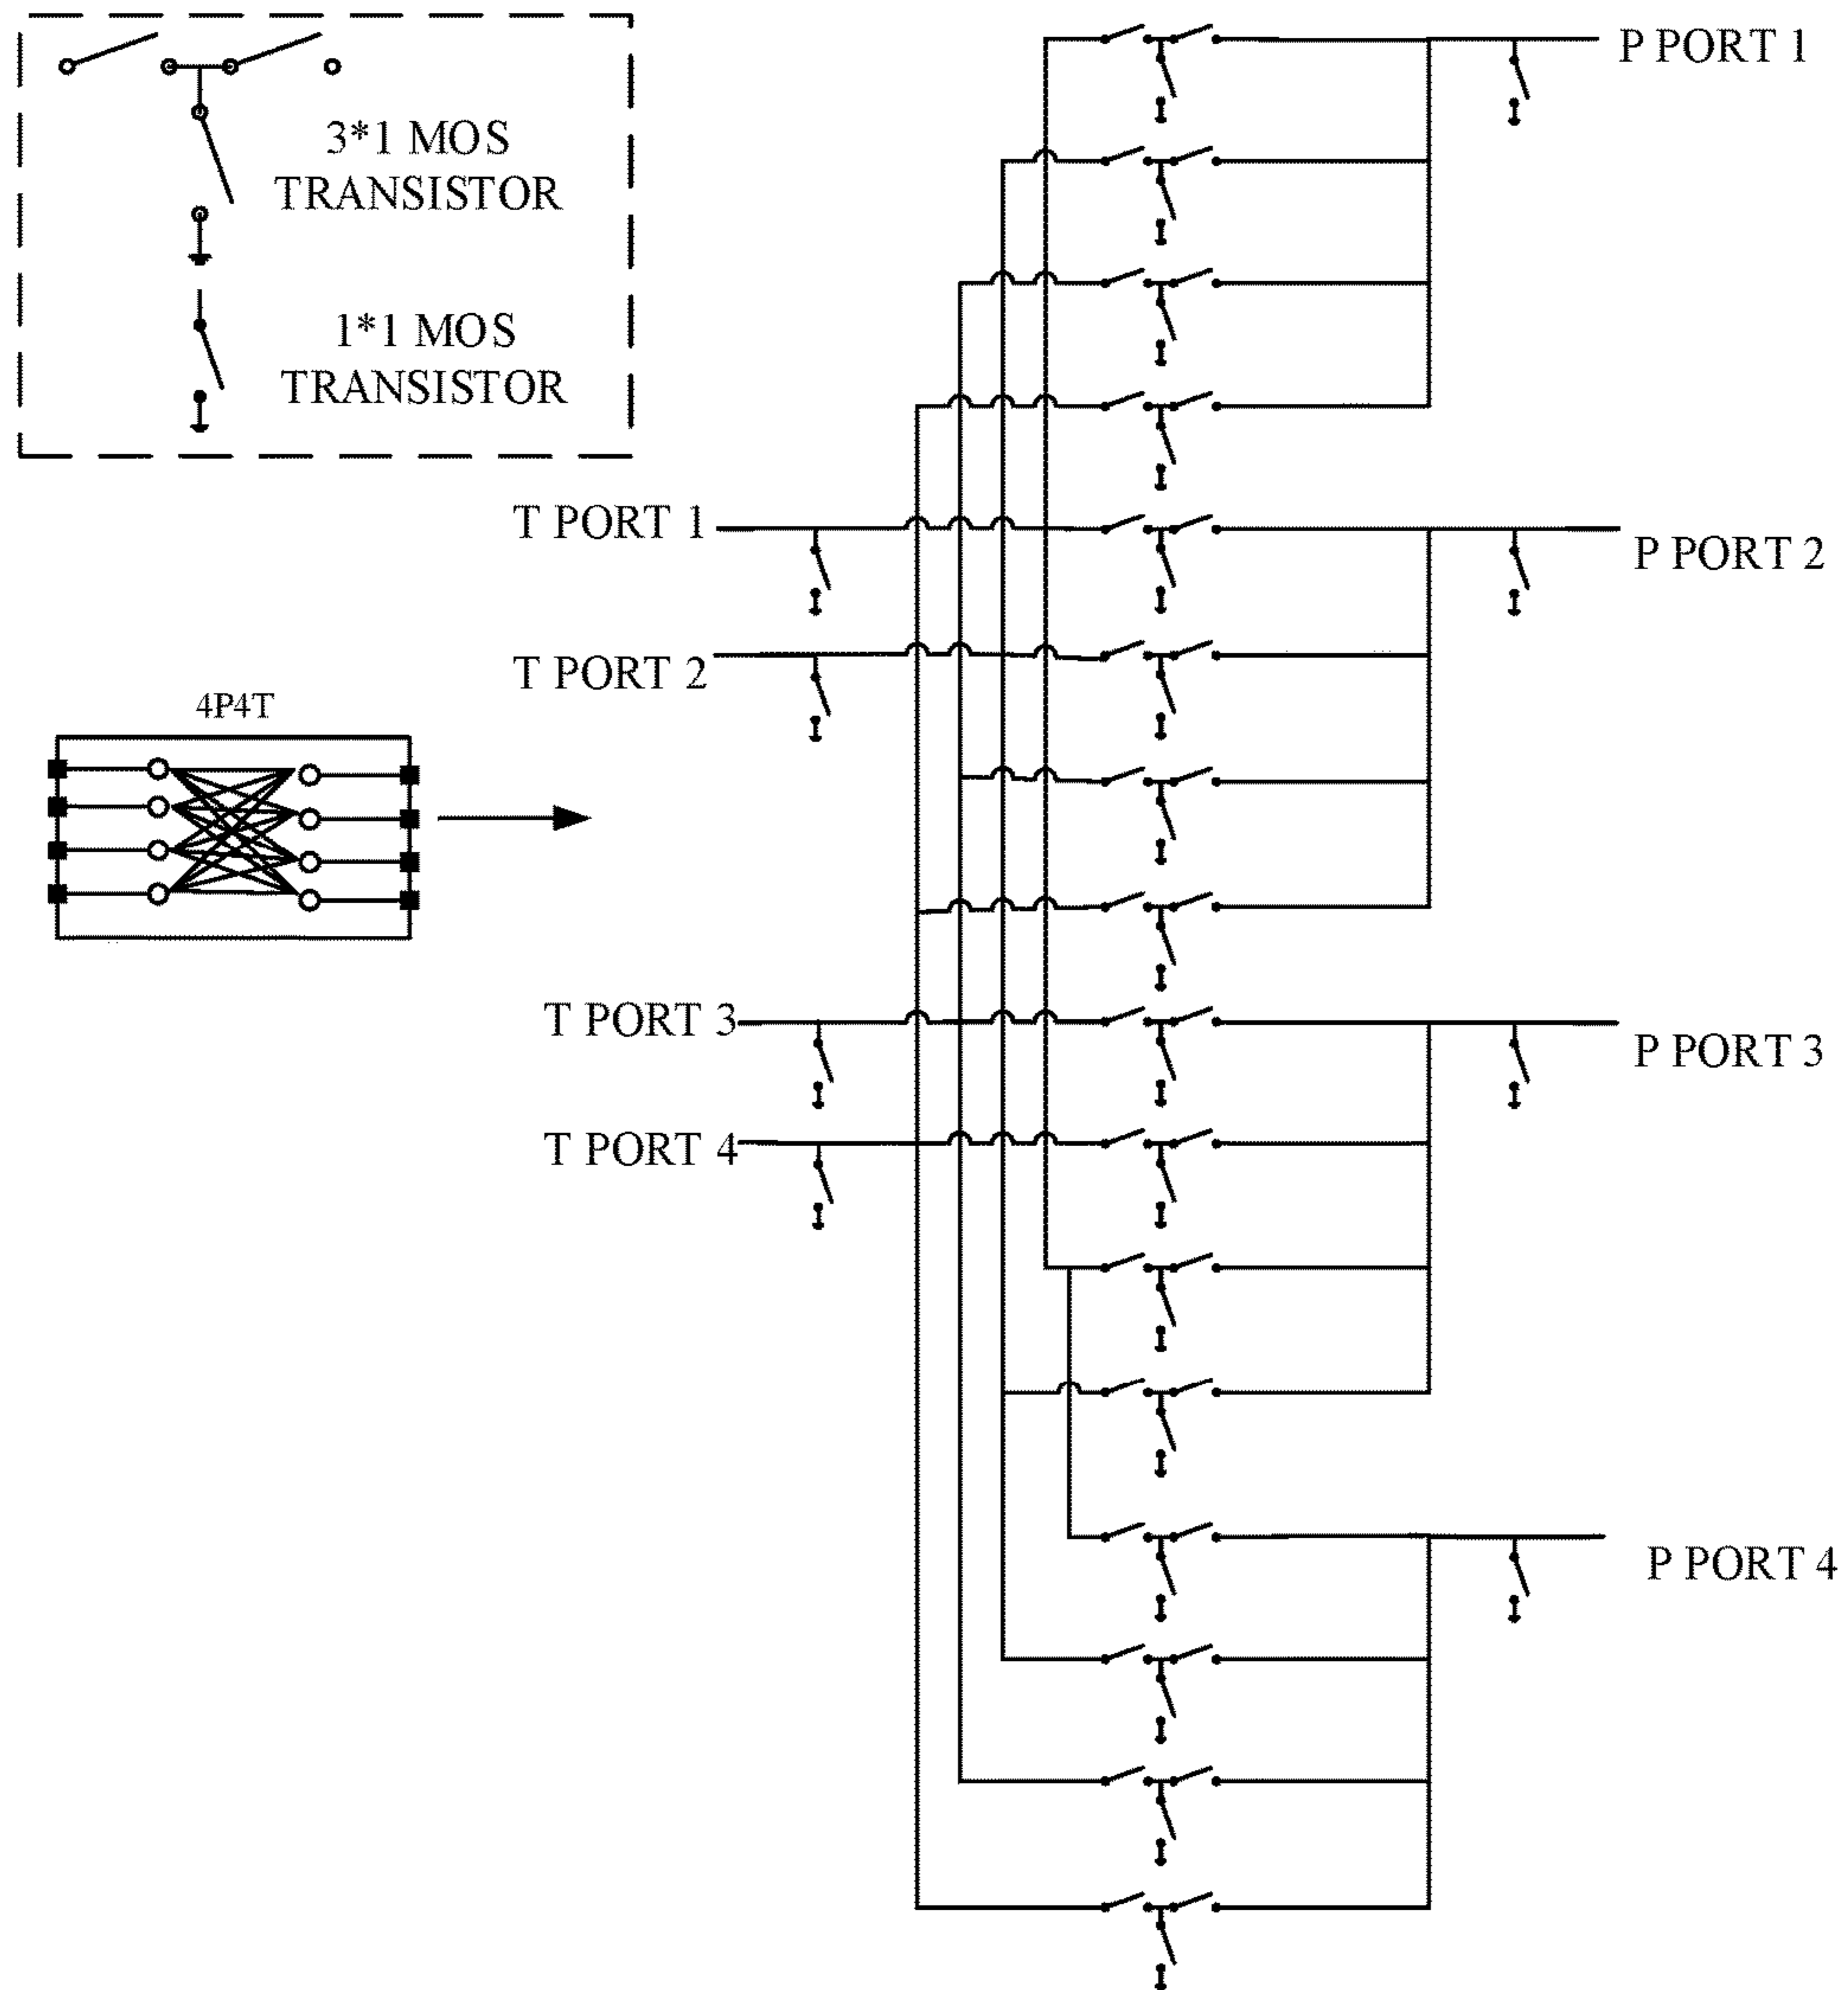 3*1 MOS
TRANSISTOR
1*1 MOS
TRANSISTOR
P PORT 1
T PORT 1
P PORT 2
T PORT 2
4P4T
T PORT 3
P PORT 3
T PORT 4
P PORT 4